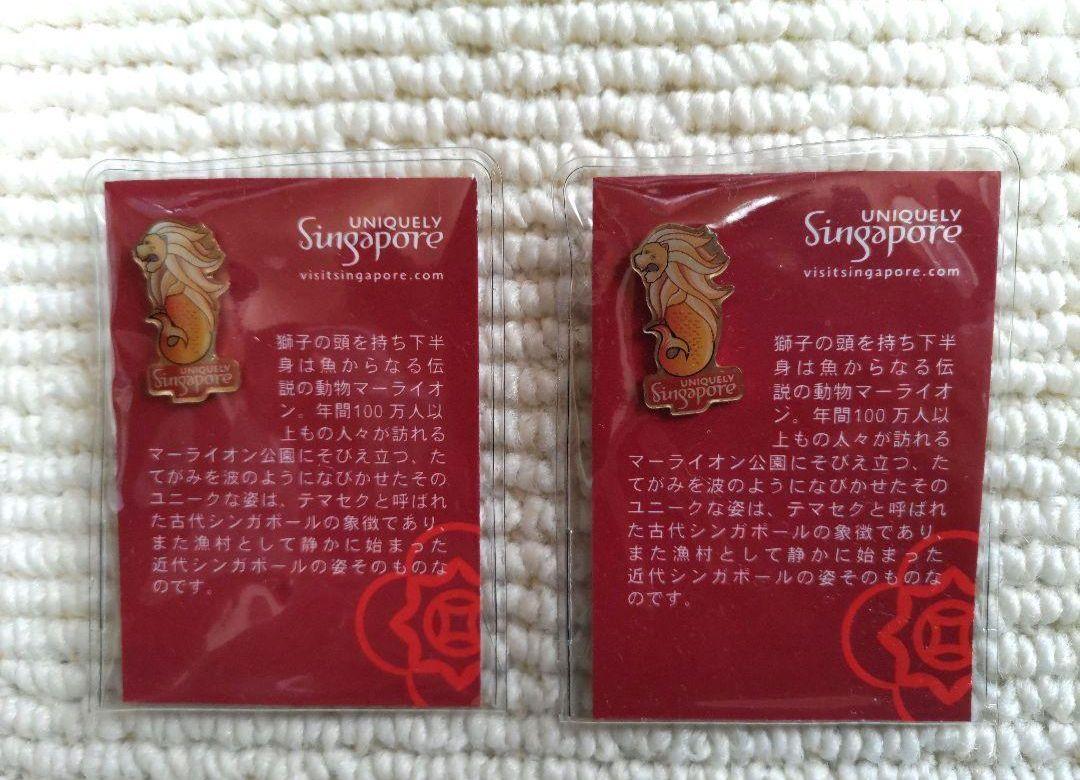 UNIQUELY
Singapore
visitsingapore.com
UNIQUELY
Singapore
獅子の頭を持ち下半
身は魚からなる伝
説の動物マーライオ
ン。年間100万人以
上もの人々が訪れる
マーライオン公園にそびえ立つ、た
てがみを波のようになびかせたその
ユニークな姿は、テマセクと呼ばれ
た古代シンガポールの象徴であり、
また漁村として静かに始まった
近代シンガポールの姿そのものな
のです。
UNIQUELY
Singapore
visitsingapore.com
UNIQUELY
Singapore
獅子の頭を持ち下半
身は魚からなる伝
説の動物マーライオ
ン。年間100万人以
上もの人々が訪れる
マーライオン公園にそびえ立つ、た
てがみを波のようになびかせたその
ユニークな姿は、テマセクと呼ばれ
た古代シンガポールの象徴であり、
また漁村として静かに始まった
近代シンガポールの姿そのものな
のです。